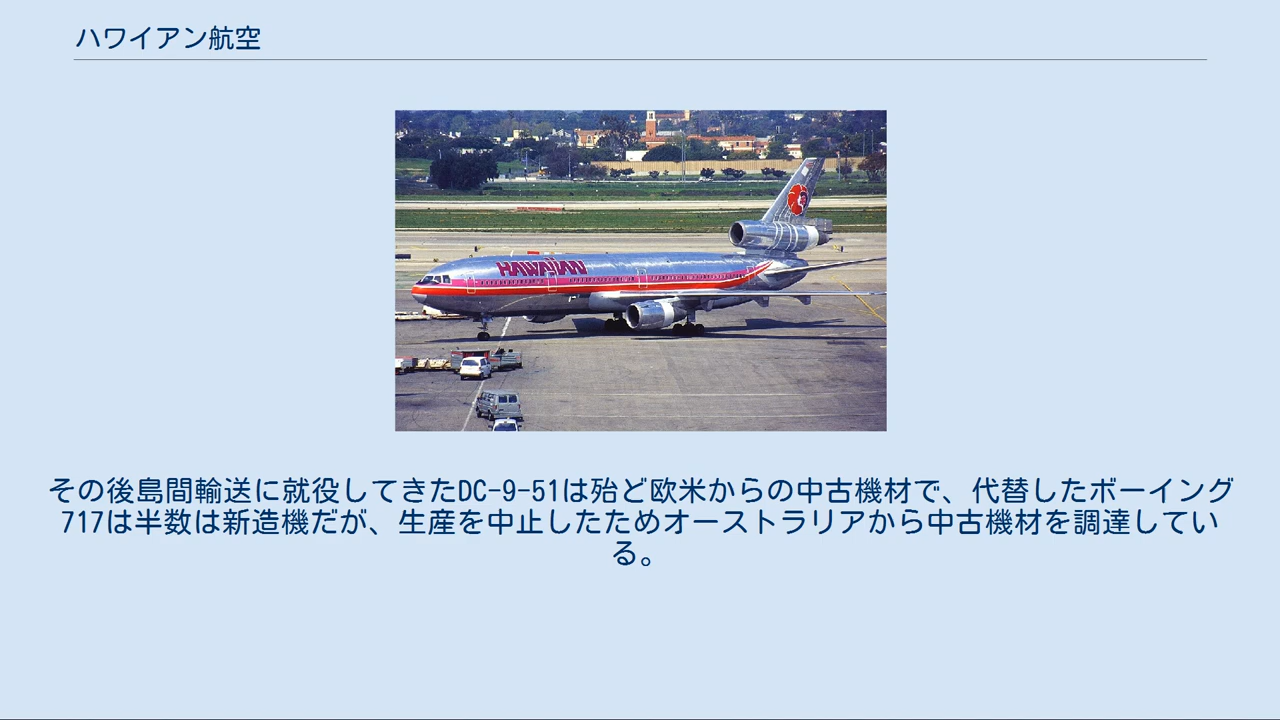 ハワイアン航空
HAWAIIAN
その後島間輸送に就役してきたDC-9-51は殆ど欧米からの中古機材で、代替したボーイング
717は半数は新造機だが、生産を中止したためオーストラリアから中古機材を調達してい
る。